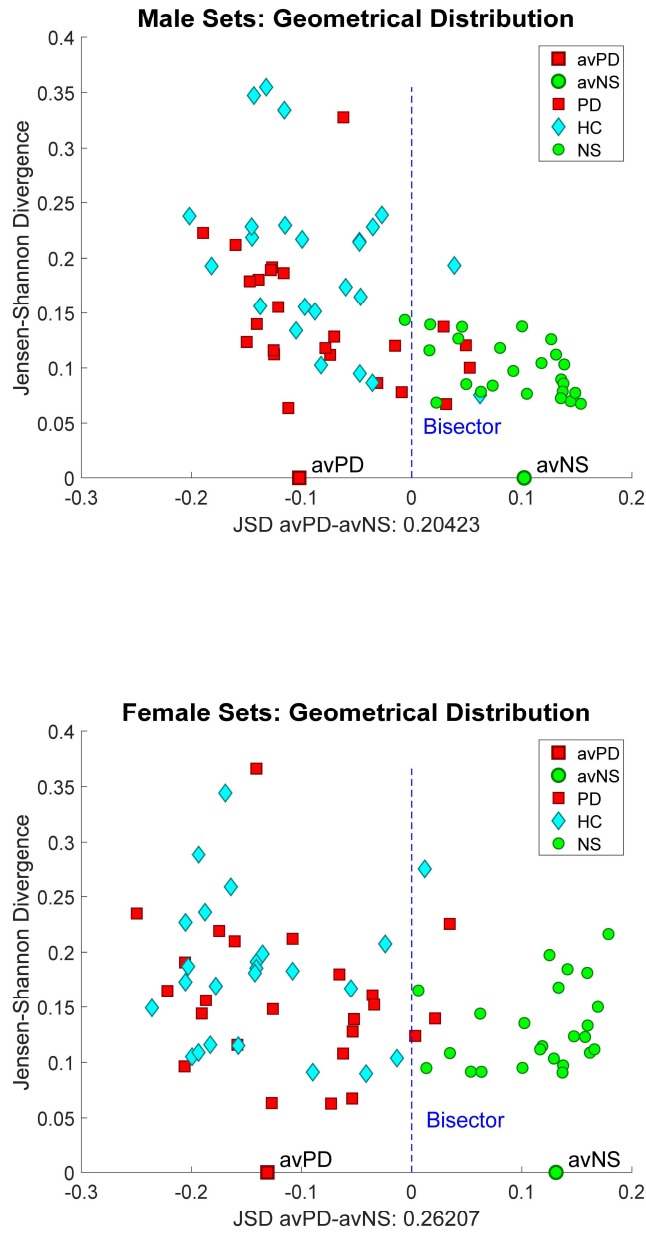 Male Sets: Geometrical Distribution
0.4
0.35
0.3
0.25
0.2
0.15
0.1
0.05
0
Jensen-Shannon Divergence
avPD
avNS
PD
HC
NS
Bisector
avPD
avNS
-0.3 -0.2 -0.1 0 0.1 0.2
JSD avPD-avNS: 0.20423
Female Sets: Geometrical Distribution
0.4
0.35
0.3
0.25
0.2
0.15
0.1
0.05
0
Jensen-Shannon Divergence
avPD
avNS
PD
HC
NS
Bisector
avPD
avNS
-0.3 -0.2 -0.1 0 0.1 0.2
JSD avPD-avNS: 0.26207